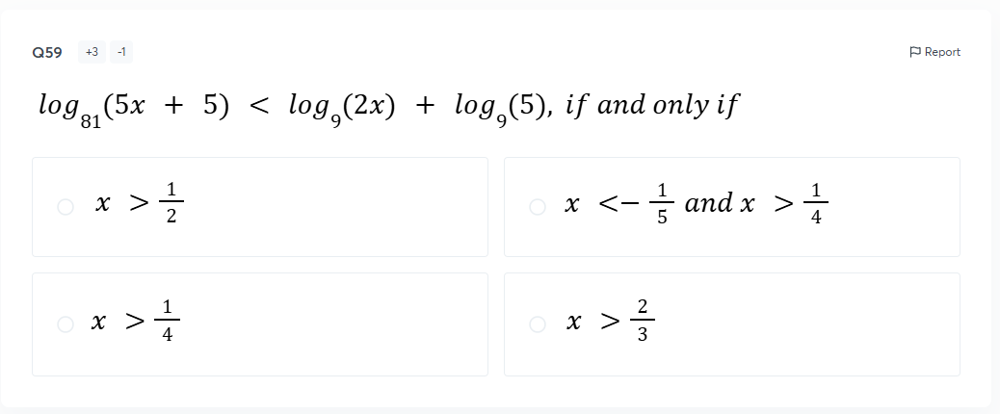 Q59 +3 -1 Report
log₈₁(5x + 5) < log₉(2x) + log₉(5), if and only if
x > 1/2
x < − 1/5 and x > 1/4
x > 1/4
x > 2/3